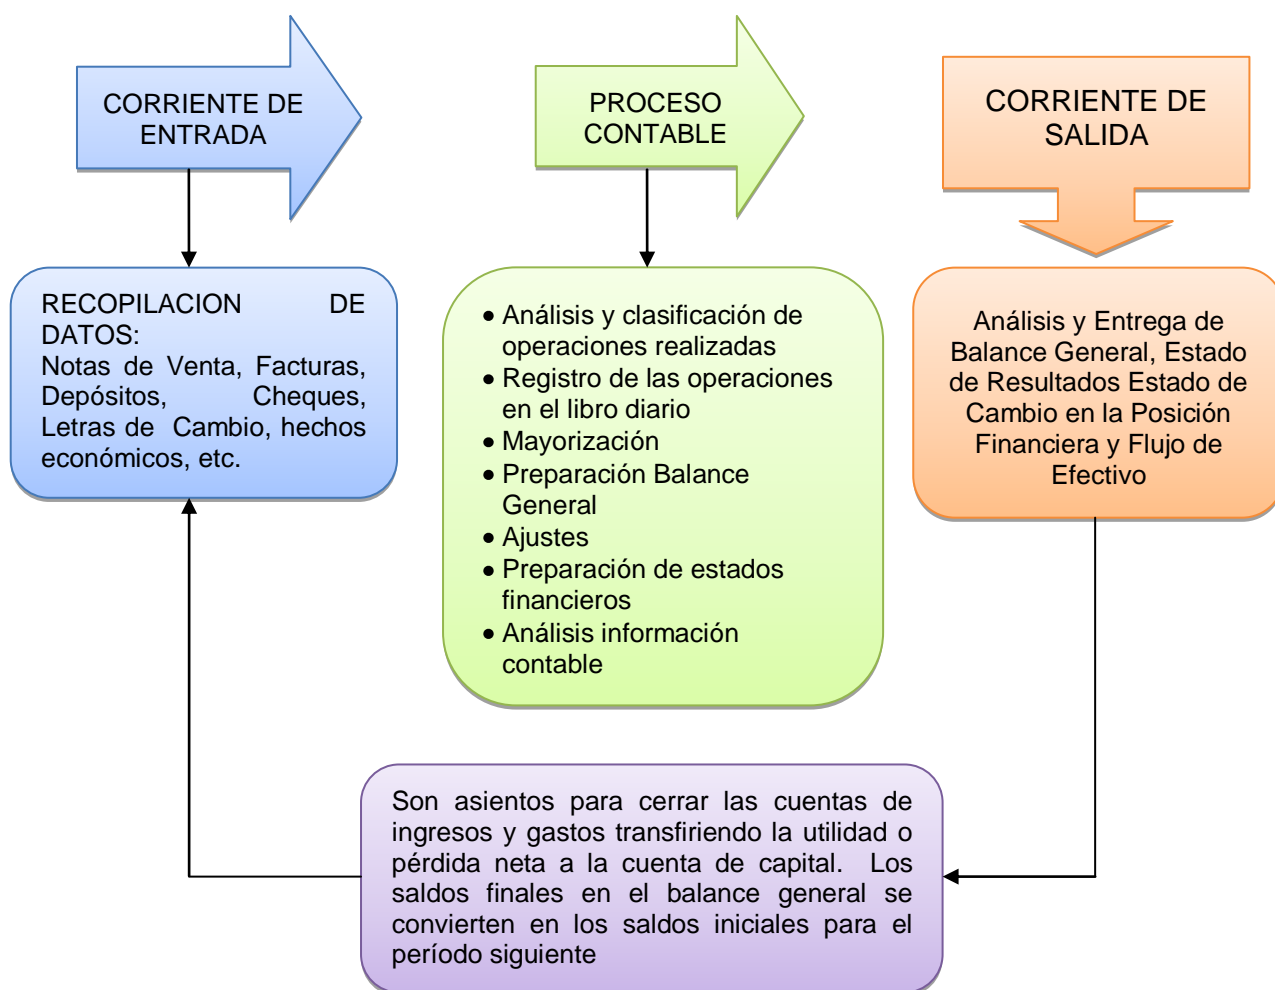 CORRIENTE DE
ENTRADA
PROCESO
CONTABLE
CORRIENTE DE
SALIDA
RECOPILACION DE
DATOS:
Notas de Venta, Facturas,
Depósitos, Cheques,
Letras de Cambio, hechos
económicos, etc.
• Análisis y clasificación de
operaciones realizadas
• Registro de las operaciones
en el libro diario
• Mayorización
• Preparación Balance
General
• Ajustes
• Preparación de estados
financieros
• Análisis información
contable
Análisis y Entrega de
Balance General, Estado
de Resultados Estado de
Cambio en la Posición
Financiera y Flujo de
Efectivo
Son asientos para cerrar las cuentas de
ingresos y gastos transfiriendo la utilidad o
pérdida neta a la cuenta de capital. Los
saldos finales en el balance general se
convierten en los saldos iniciales para el
período siguiente